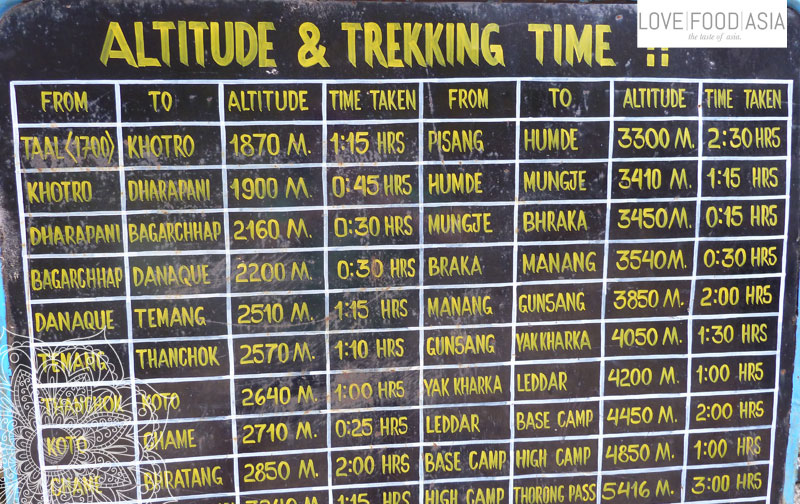 LOVE|FOOD|ASIA
the taste of asia.
ALTITUDE & TREKKING TIME !!
FROM TO ALTITUDE TIME TAKEN FROM TO ALTITUDE TIME TAKEN
TAAL(1700) KHOTRO 1870 M. 1:15 HRS PISANG HUMDE 3300 M. 2:30 HRS
KHOTRO DHARAPANI 1900 M. 0:45 HRS HUMDE MUNGJE 3410 M. 1:15 HRS
DHARAPANI BAGARCHHAP 2160 M. 0:30 HRS MUNGJE BHRAKA 3450 M. 0:15 HRS
BAGARCHHAP DANAQUE 2200 M. 0:30 HRS BRAKA MANANG 3540 M. 0:30 HRS
DANAQUE TEMANG 2510 M. 1:15 HRS MANANG GUNSANG 3850 M. 2:00 HRS
TEMANG THANCHOK 2570 M. 1:10 HRS GUNSANG YAK KHARKA 4050 M. 1:30 HRS
THANCHOK KOTO 2640 M. 1:00 HRS YAK KHARKA LEDDAR 4200 M. 1:00 HRS
KOTO CHAME 2710 M. 0:25 HRS LEDDAR BASE CAMP 4450 M. 2:00 HRS
CHAME BHRATANG 2850 M. 2:00 HRS BASE CAMP HIGH CAMP 4850 M. 1:00 HRS
1:15 HRS HIGH CAMP THORONG PASS 5416 M. 3:00 HRS